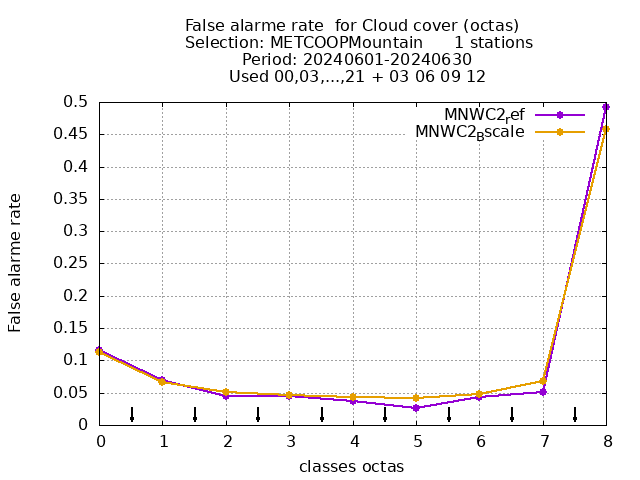 False alarme rate  for Cloud cover (octas)
Selection: METCOOPMountain      1 stations
Period: 20240601-20240630
Used 00,03,...,21 + 03 06 09 12
MNWC2ref
MNWC2Bscale
False alarme rate
0.5
0.45
0.4
0.35
0.3
0.25
0.2
0.15
0.1
0.05
0
0 1 2 3 4 5 6 7 8
classes octas